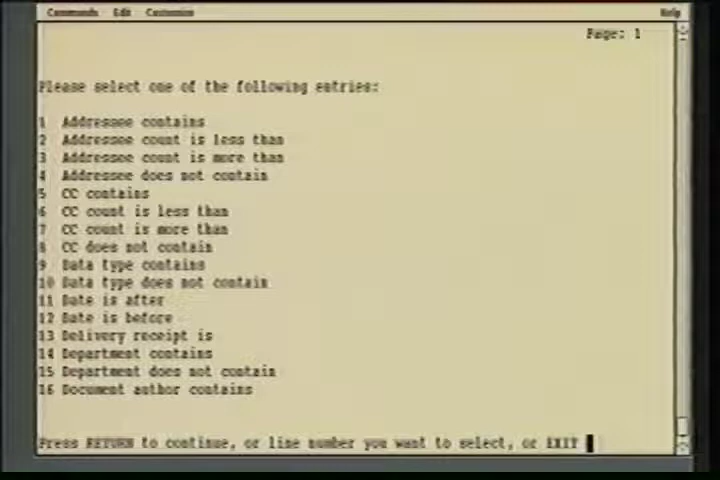 Commands Edit Customize Help
Page: 1
Please select one of the following entries:
1 Addressee contains
2 Addressee count is less than
3 Addressee count is more than
4 Addressee does not contain
5 CC contains
6 CC count is less than
7 CC count is more than
8 CC does not contain
9 Data type contains
10 Data type does not contain
11 Date is after
12 Date is before
13 Delivery receipt is
14 Department contains
15 Department does not contain
16 Document author contains
Press RETURN to continue, or line number you want to select, or EXIT